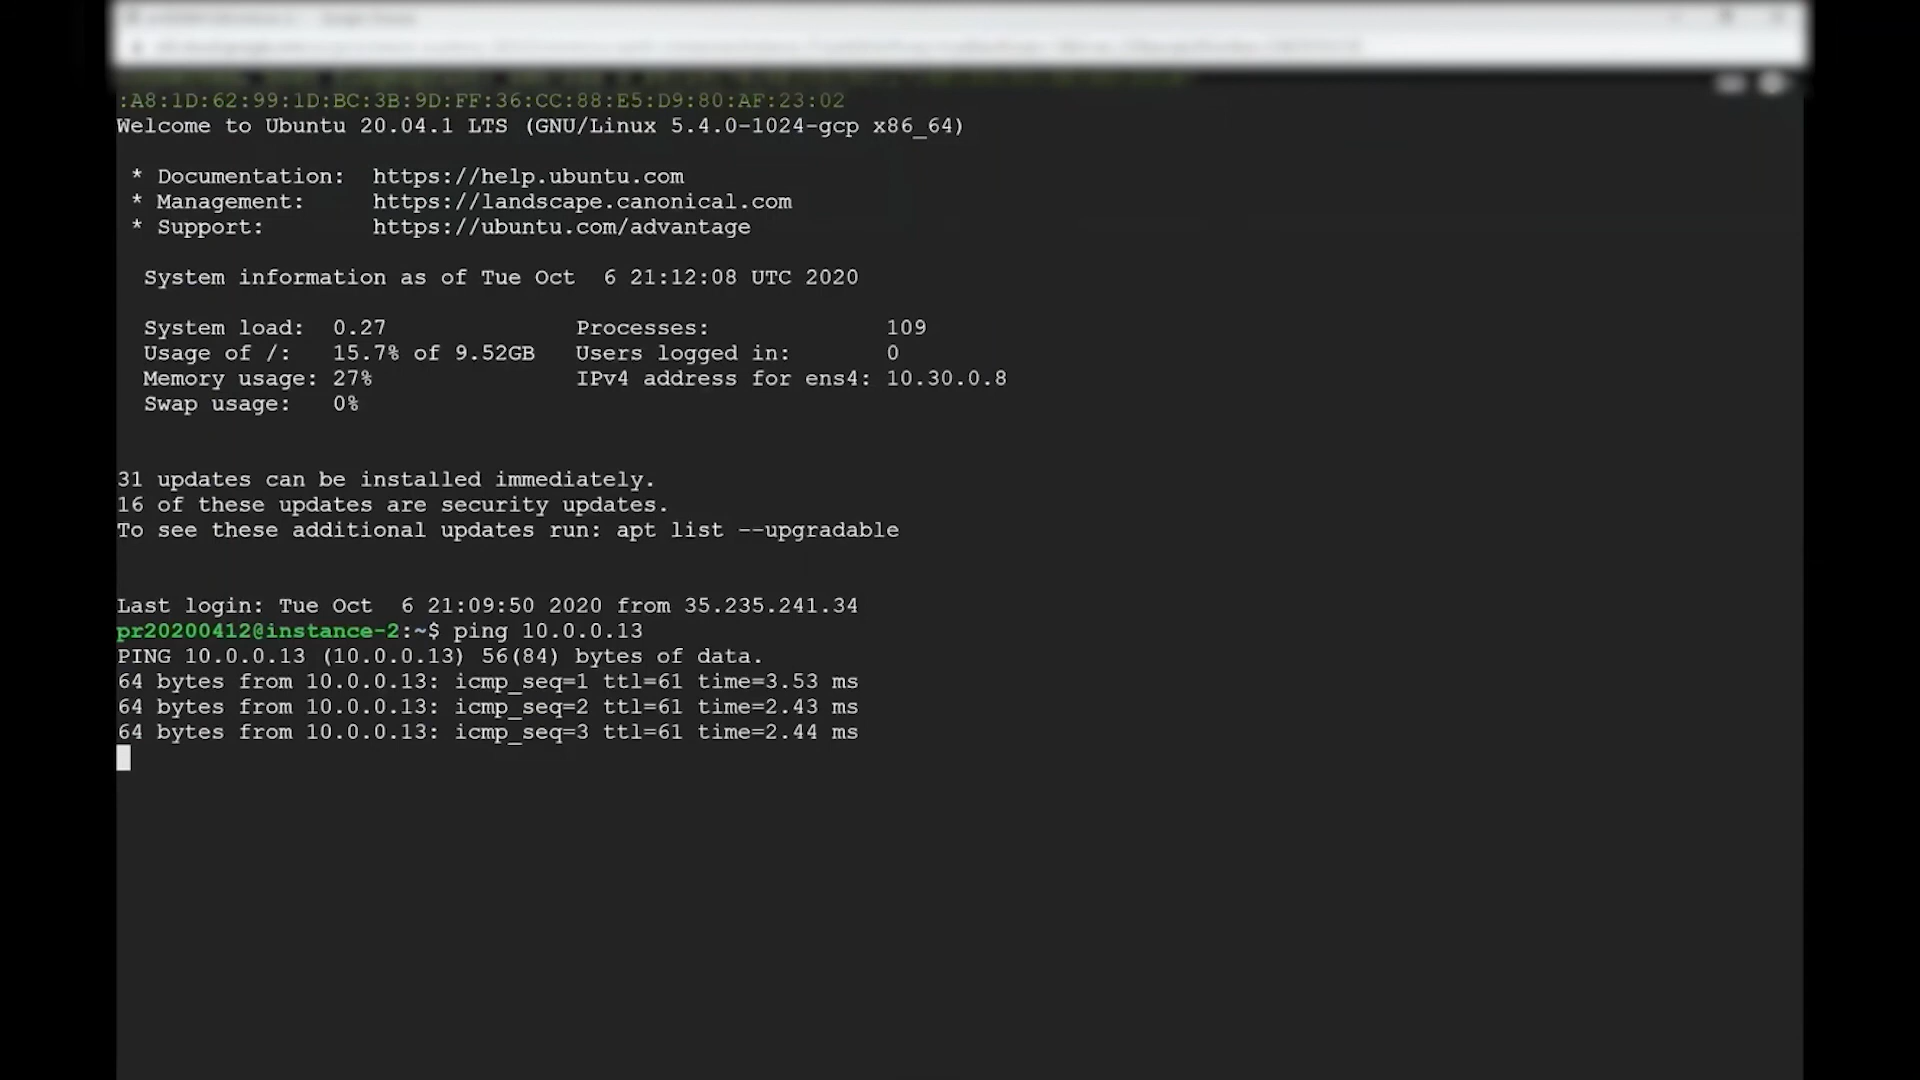 :A8:1D:62:99:1D:BC:3B:9D:FF:36:CC:88:E5:D9:80:AF:23:02
Welcome to Ubuntu 20.04.1 LTS (GNU/Linux 5.4.0-1024-gcp x86_64)
* Documentation:  https://help.ubuntu.com
* Management:     https://landscape.canonical.com
* Support:        https://ubuntu.com/advantage
System information as of Tue Oct  6 21:12:08 UTC 2020
System load:  0.27              Processes:             109
Usage of /:   15.7% of 9.52GB   Users logged in:       0
Memory usage: 27%               IPv4 address for ens4: 10.30.0.8
Swap usage:   0%
31 updates can be installed immediately.
16 of these updates are security updates.
To see these additional updates run: apt list --upgradable
Last login: Tue Oct  6 21:09:50 2020 from 35.235.241.34
pr20200412@instance-2:~$ ping 10.0.0.13
PING 10.0.0.13 (10.0.0.13) 56(84) bytes of data.
64 bytes from 10.0.0.13: icmp_seq=1 ttl=61 time=3.53 ms
64 bytes from 10.0.0.13: icmp_seq=2 ttl=61 time=2.43 ms
64 bytes from 10.0.0.13: icmp_seq=3 ttl=61 time=2.44 ms